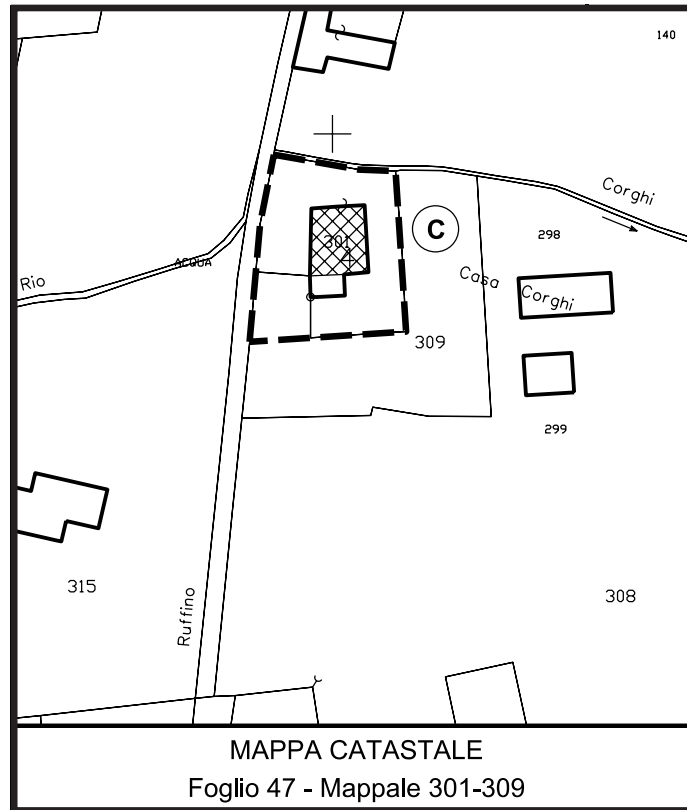 140
Corghi
C
298
301
ACQUA
Rio
Casa
Corghi
309
299
315
308
Ruffino
MAPPA CATASTALE
Foglio 47 - Mappale 301-309